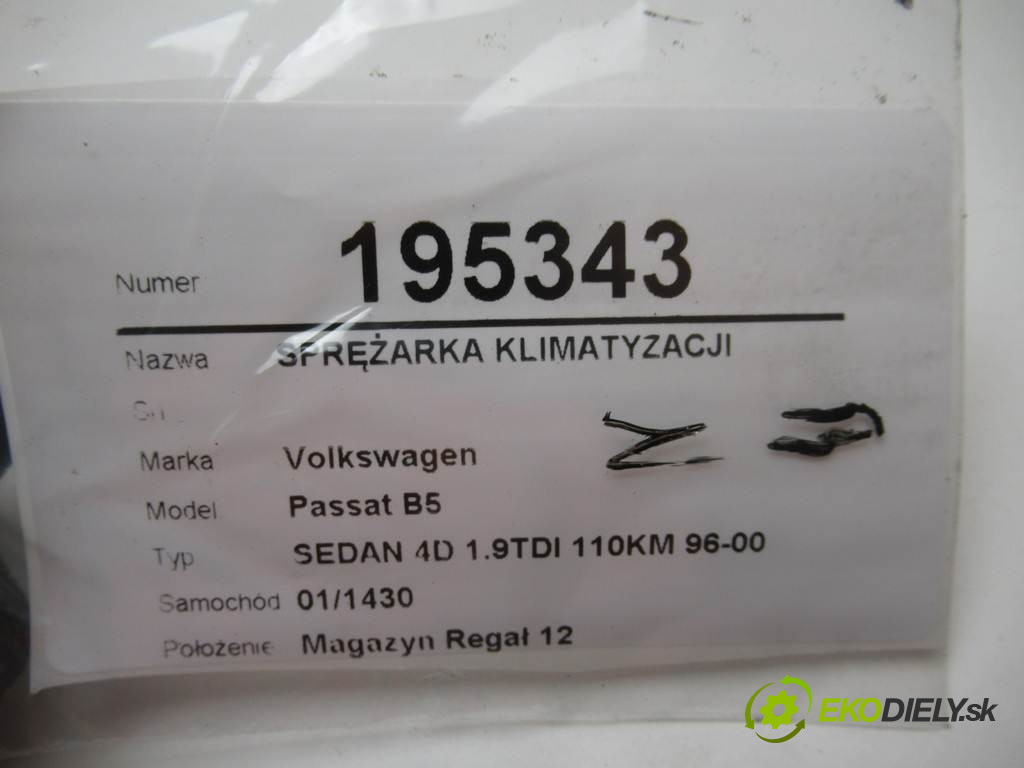 Numer 195343
Nazwa SPRĘŻARKA KLIMATYZACJI
Marka Volkswagen
Model Passat B5
Typ SEDAN 4D 1.9TDI 110KM 96-00
Samochód 01/1430
Położenie Magazyn Regał 12
EKODIELY.sk